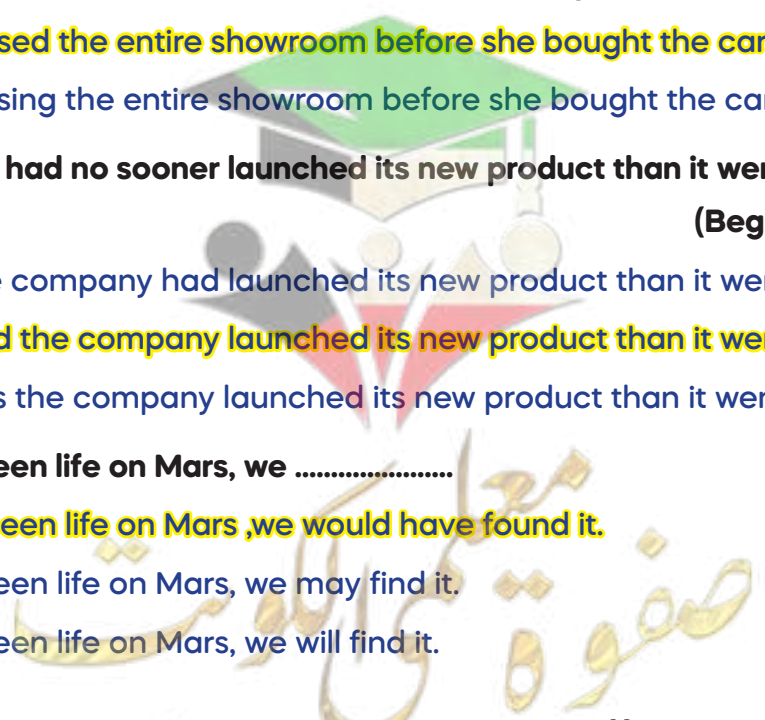 sed the entire showroom before she bought the car
sing the entire showroom before she bought the car
had no sooner launched its new product than it wer
(Beg
company had launched its new product than it wer
d the company launched its new product than it wer
s the company launched its new product than it wer
een life on Mars, we ......................
een life on Mars ,we would have found it.
een life on Mars, we may find it.
een life on Mars, we will find it.
صفوة معلمى الكويت